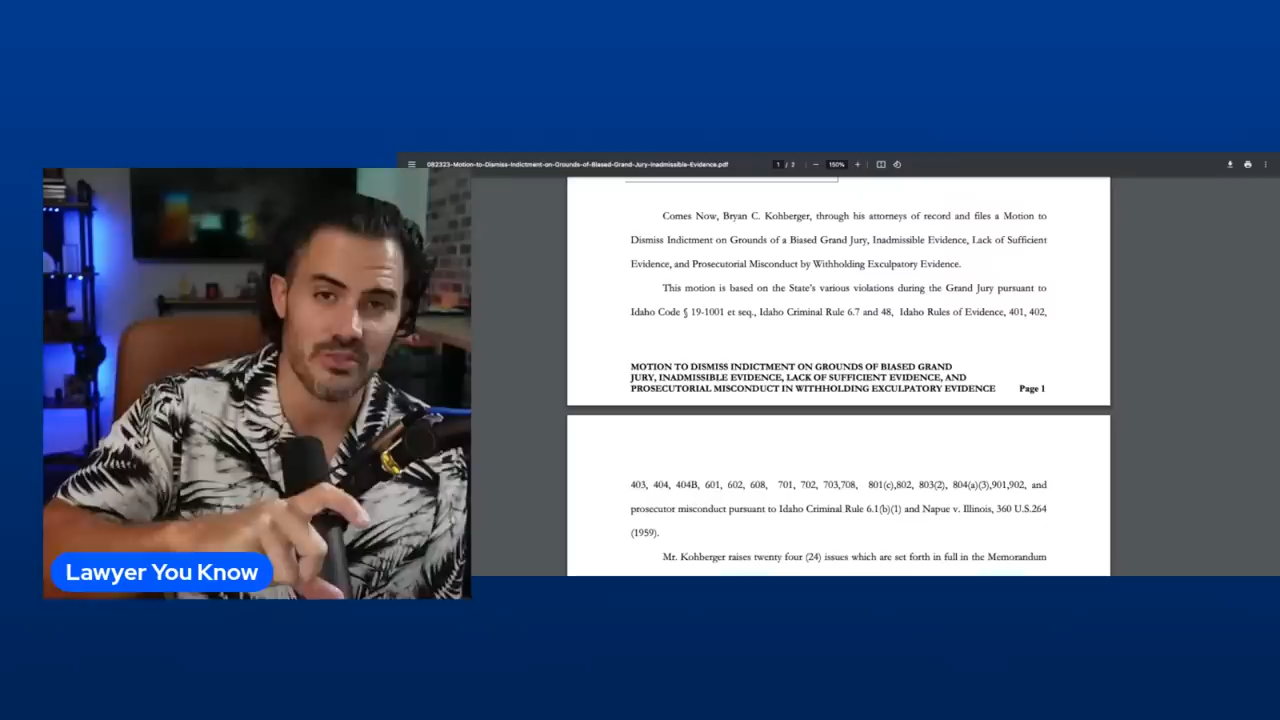 082323-Motion-to-Dismiss-Indictment-on-Grounds-of-Biased-Grand-Jury-Inadmissible-Evidence.pdf
1 / 2
150%
Comes Now, Bryan C. Kohberger, through his attorneys of record and files a Motion to
Dismiss Indictment on Grounds of a Biased Grand Jury, Inadmissible Evidence, Lack of Sufficient
Evidence, and Prosecutorial Misconduct by Withholding Exculpatory Evidence.
This motion is based on the State's various violations during the Grand Jury pursuant to
Idaho Code § 19-1001 et seq., Idaho Criminal Rule 6.7 and 48, Idaho Rules of Evidence, 401, 402,
MOTION TO DISMISS INDICTMENT ON GROUNDS OF BIASED GRAND
JURY, INADMISSIBLE EVIDENCE, LACK OF SUFFICIENT EVIDENCE, AND
PROSECUTORIAL MISCONDUCT IN WITHHOLDING EXCULPATORY EVIDENCE Page 1
403, 404, 404B, 601, 602, 608, 701, 702, 703,708, 801(c),802, 803(2), 804(a)(3),901,902, and
prosecutor misconduct pursuant to Idaho Criminal Rule 6.1(b)(1) and Napue v. Illinois, 360 U.S.264
(1959).
Mr. Kohberger raises twenty four (24) issues which are set forth in full in the Memorandum
Lawyer You Know